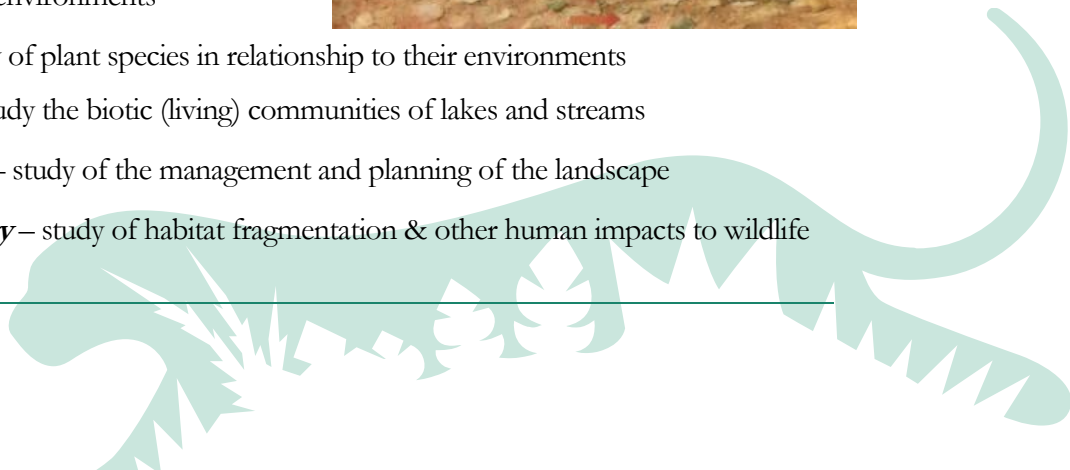 environments
of plant species in relationship to their environments
the biotic (living) communities of lakes and streams
– study of the management and planning of the landscape
– study of habitat fragmentation & other human impacts to wildlife